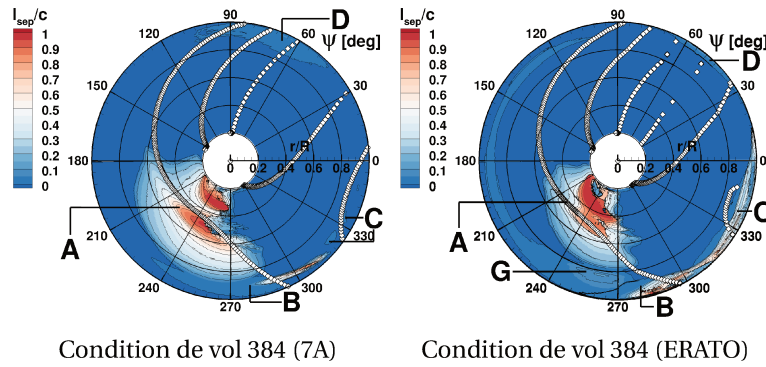 l_sep/c
1
0.9
0.8
0.7
0.6
0.5
0.4
0.3
0.2
0.1
0
90
D
60
Ψ [deg]
120
30
150
r/R
180
0 0.2 0.4 0.6 0.8
0
A
210
C
330
240
B
300
270
Condition de vol 384 (7A)
l_sep/c
1
0.9
0.8
0.7
0.6
0.5
0.4
0.3
0.2
0.1
0
90
60
Ψ [deg]
D
120
30
150
r/R
180
0 0.2 0.4 0.6 0.8
0
C
A
210
330
G
240
B
300
270
Condition de vol 384 (ERATO)